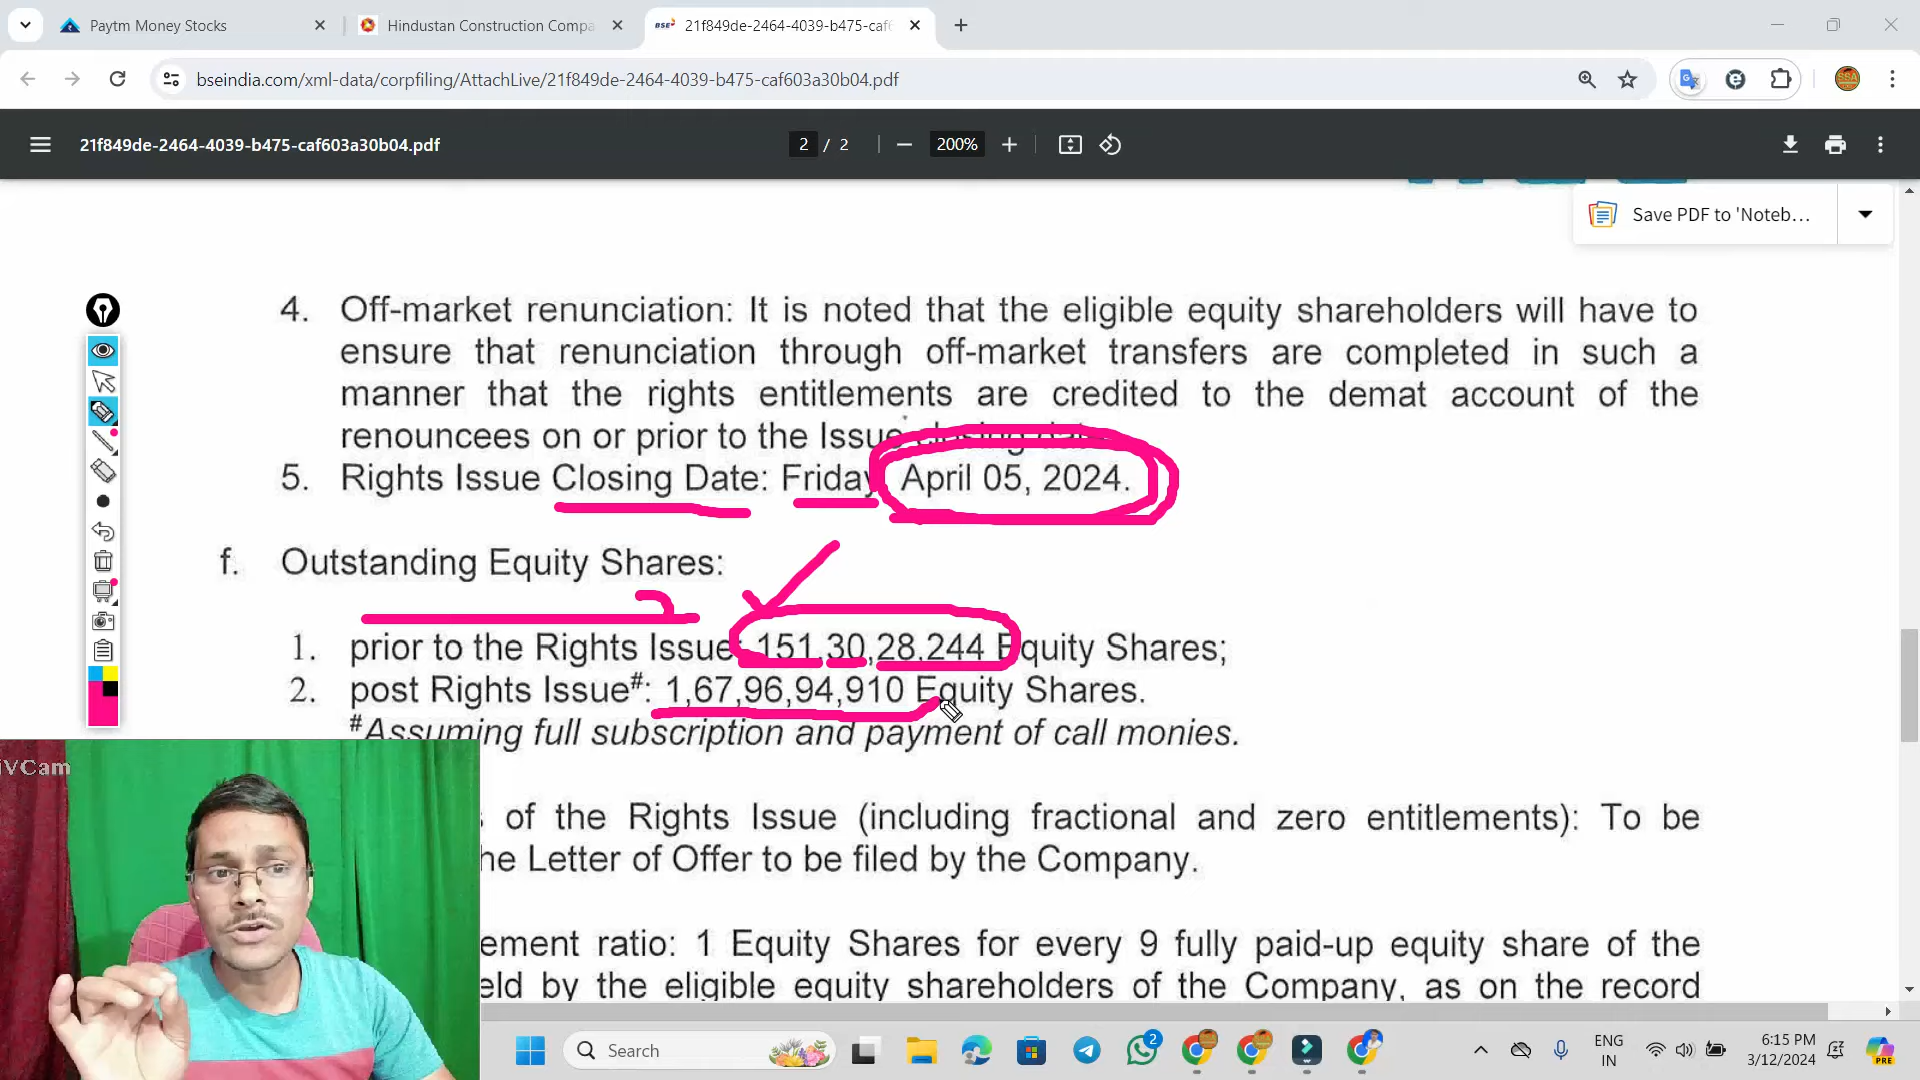 Paytm Money Stocks
Hindustan Construction Compa
BSE
21f849de-2464-4039-b475-caf6
bseindia.com/xml-data/corpfiling/AttachLive/21f849de-2464-4039-b475-caf603a30b04.pdf
SSA
21f849de-2464-4039-b475-caf603a30b04.pdf
2 / 2
200%
Save PDF to 'Noteb...
4. Off-market renunciation: It is noted that the eligible equity shareholders will have to
ensure that renunciation through off-market transfers are completed in such a
manner that the rights entitlements are credited to the demat account of the
renouncees on or prior to the Issue closing date.
5. Rights Issue Closing Date: Friday, April 05, 2024.
f. Outstanding Equity Shares:
1. prior to the Rights Issue: 151,30,28,244 Equity Shares;
2. post Rights Issue#: 1,67,96,94,910 Equity Shares.
#Assuming full subscription and payment of call monies.
iVCam
of the Rights Issue (including fractional and zero entitlements): To be
he Letter of Offer to be filed by the Company.
ement ratio: 1 Equity Shares for every 9 fully paid-up equity share of the
eld by the eligible equity shareholders of the Company, as on the record
Search
2
ENG
IN
6:15 PM
3/12/2024
PRE